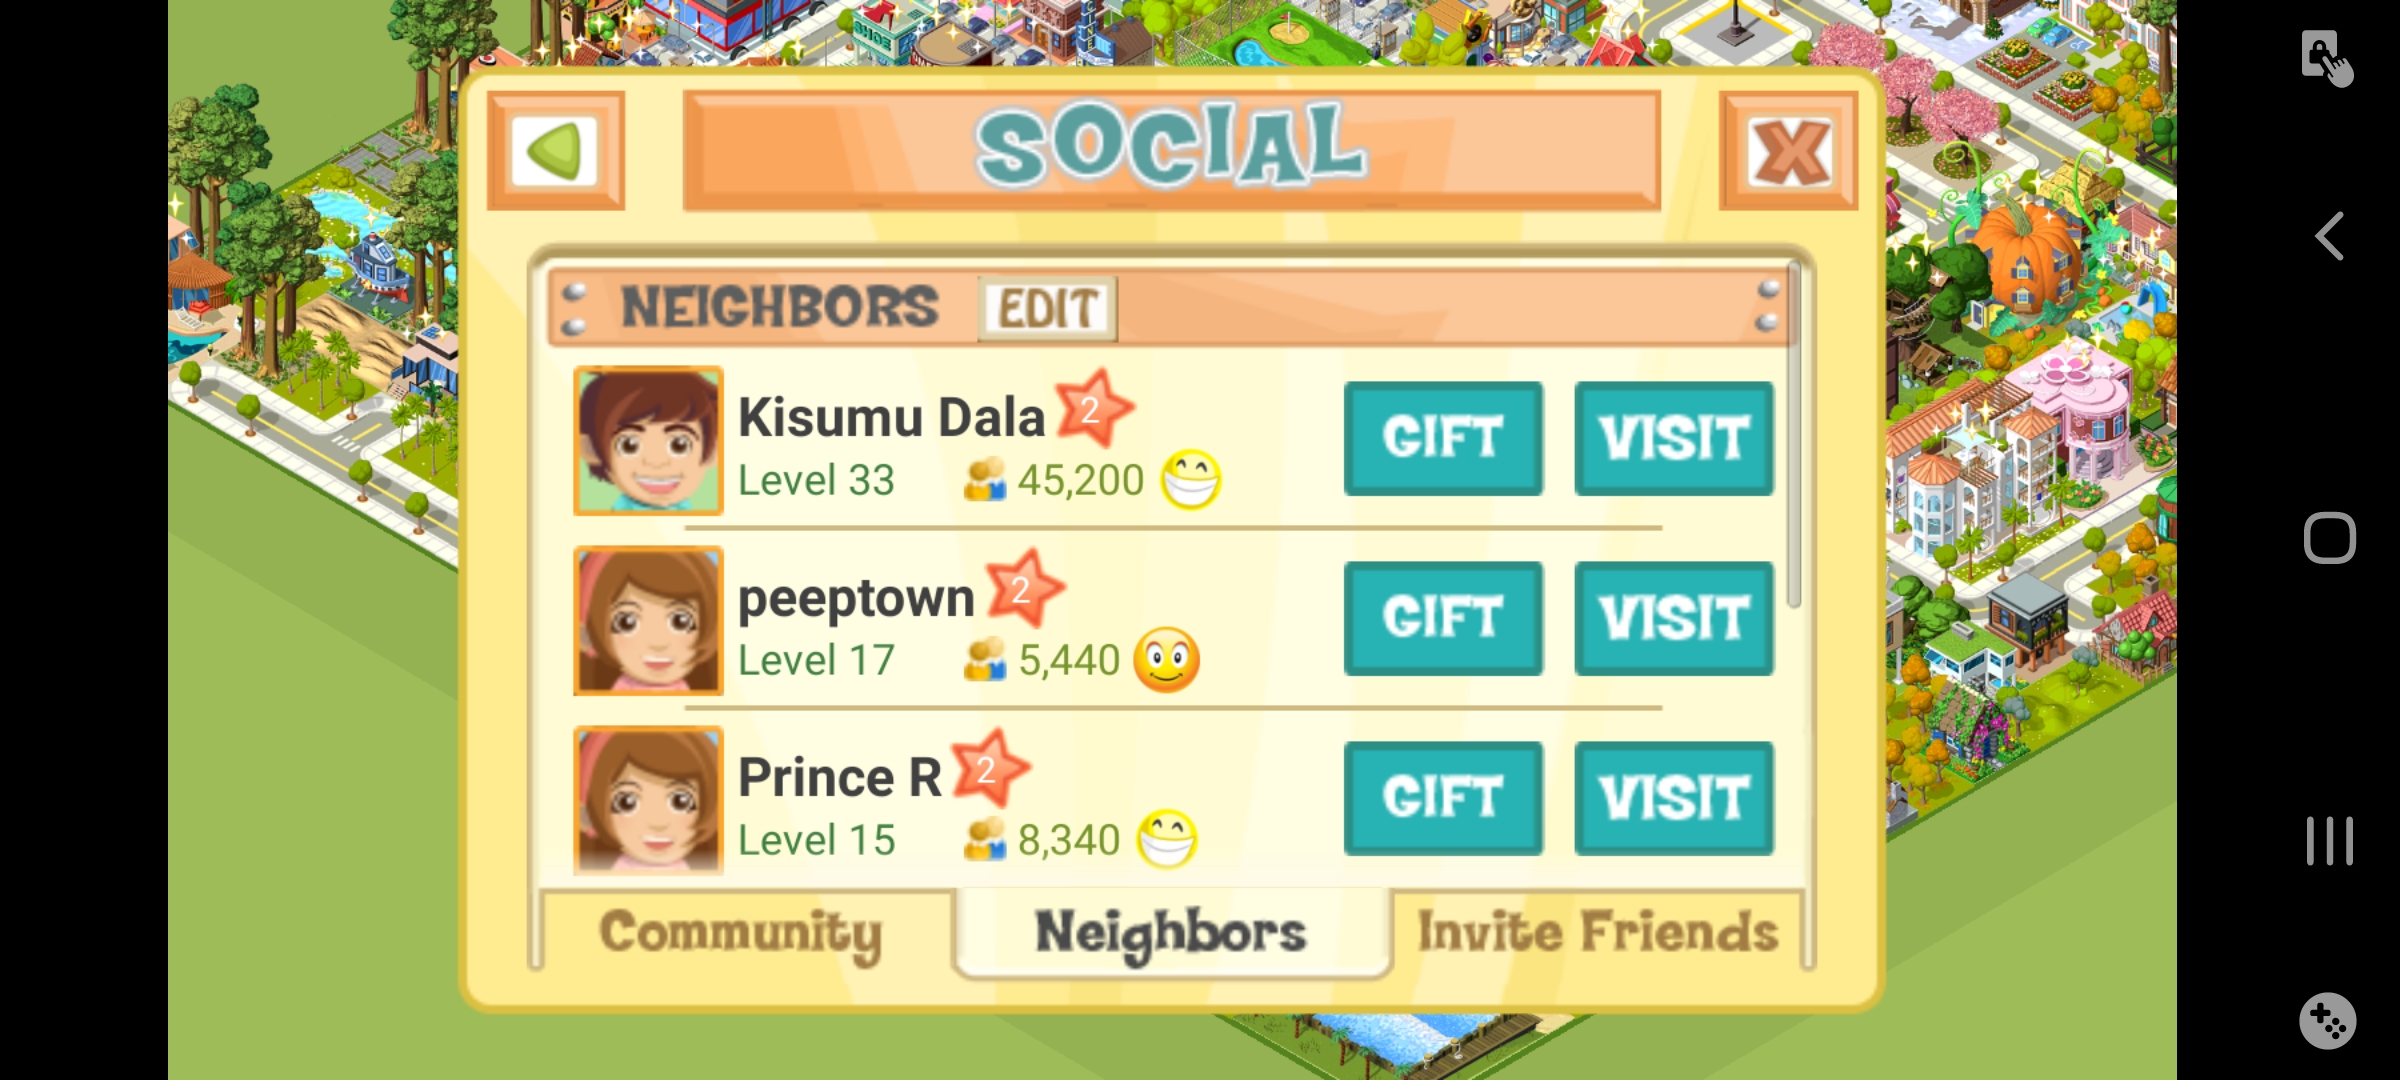 SHOE
SOCIAL
X
NEIGHBORS EDIT
Kisumu Dala 2
Level 33 45,200
GIFT VISIT
peeptown 2
Level 17 5,440
GIFT VISIT
Prince R 2
Level 15 8,340
GIFT VISIT
Community Neighbors Invite Friends